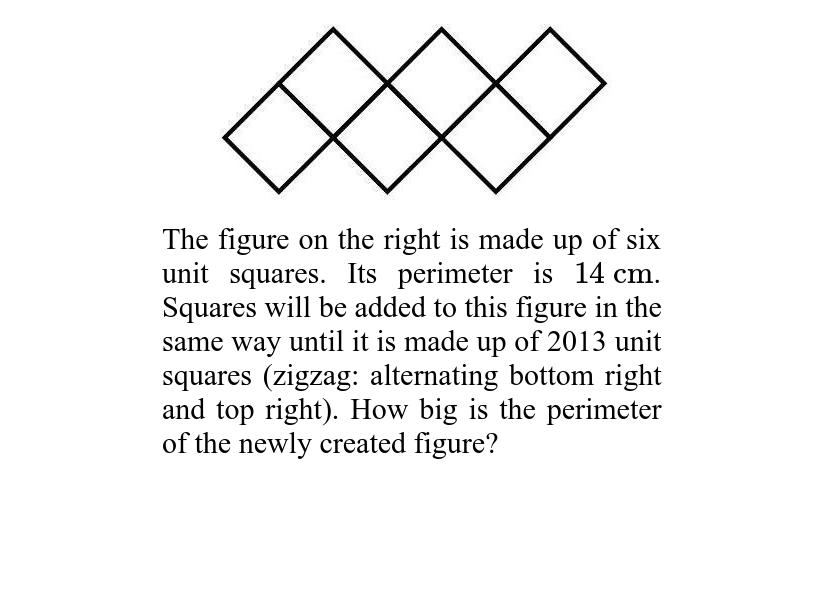 The figure on the right is made up of six
unit squares. Its perimeter is 14 cm.
Squares will be added to this figure in the
same way until it is made up of 2013 unit
squares (zigzag: alternating bottom right
and top right). How big is the perimeter
of the newly created figure?